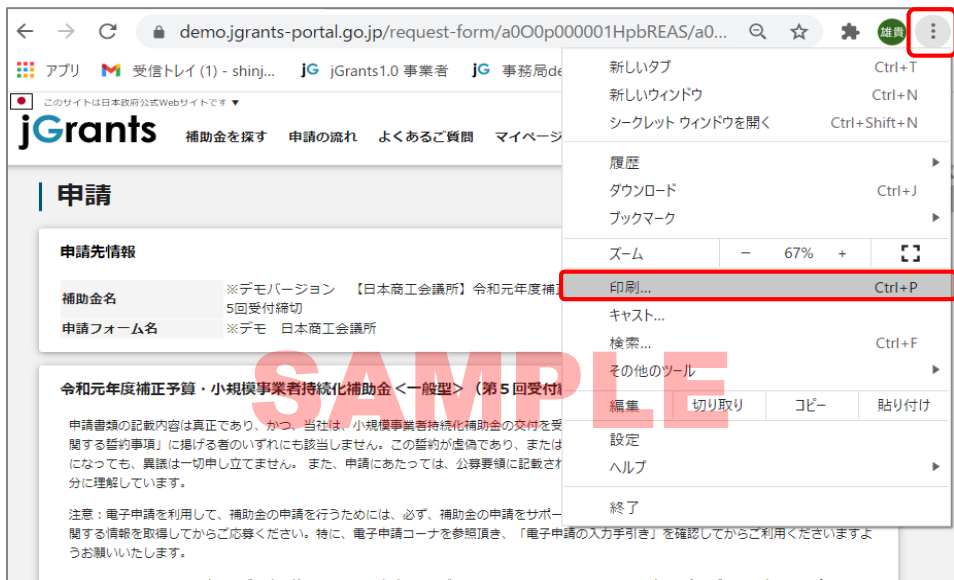 demo.jgrants-portal.go.jp/request-form/a0O0p000001HpbREAS/a0...
雄貴
アプリ 受信トレイ (1) - shinj... jG jGrants1.0 事業者 jG 事務局de
このサイトは日本政府公式Webサイトです ▼
jGrants 補助金を探す 申請の流れ よくあるご質問 マイページ
申請
申請先情報
補助金名 ※デモバージョン 【日本商工会議所】令和元年度補
5回受付締切
申請フォーム名 ※デモ 日本商工会議所
令和元年度補正予算・小規模事業者持続化補助金<一般型>（第５回受付
申請書類の記載内容は真正であり、かつ、当社は、小規模事業者持続化補助金の交付を受
関する誓約事項」に掲げる者のいずれにも該当しません。この誓約が虚偽であり、または
になっても、異議は一切申し立てません。 また、申請にあたっては、公募要領に記載され
分に理解しています。
注意：電子申請を利用して、補助金の申請を行うためには、必ず、補助金の申請をサポー
関する情報を取得してからご応募ください。特に、電子申請コーナを参照頂き、「電子申請の入力手引き」を確認してからご利用くださいますよ
うお願いいたします。
新しいタブ Ctrl+T
新しいウィンドウ Ctrl+N
シークレット ウィンドウを開く Ctrl+Shift+N
履歴
ダウンロード Ctrl+J
ブックマーク
ズーム − 67% +
印刷... Ctrl+P
キャスト...
検索... Ctrl+F
その他のツール
編集 切り取り コピー 貼り付け
設定
ヘルプ
終了
SAMPLE